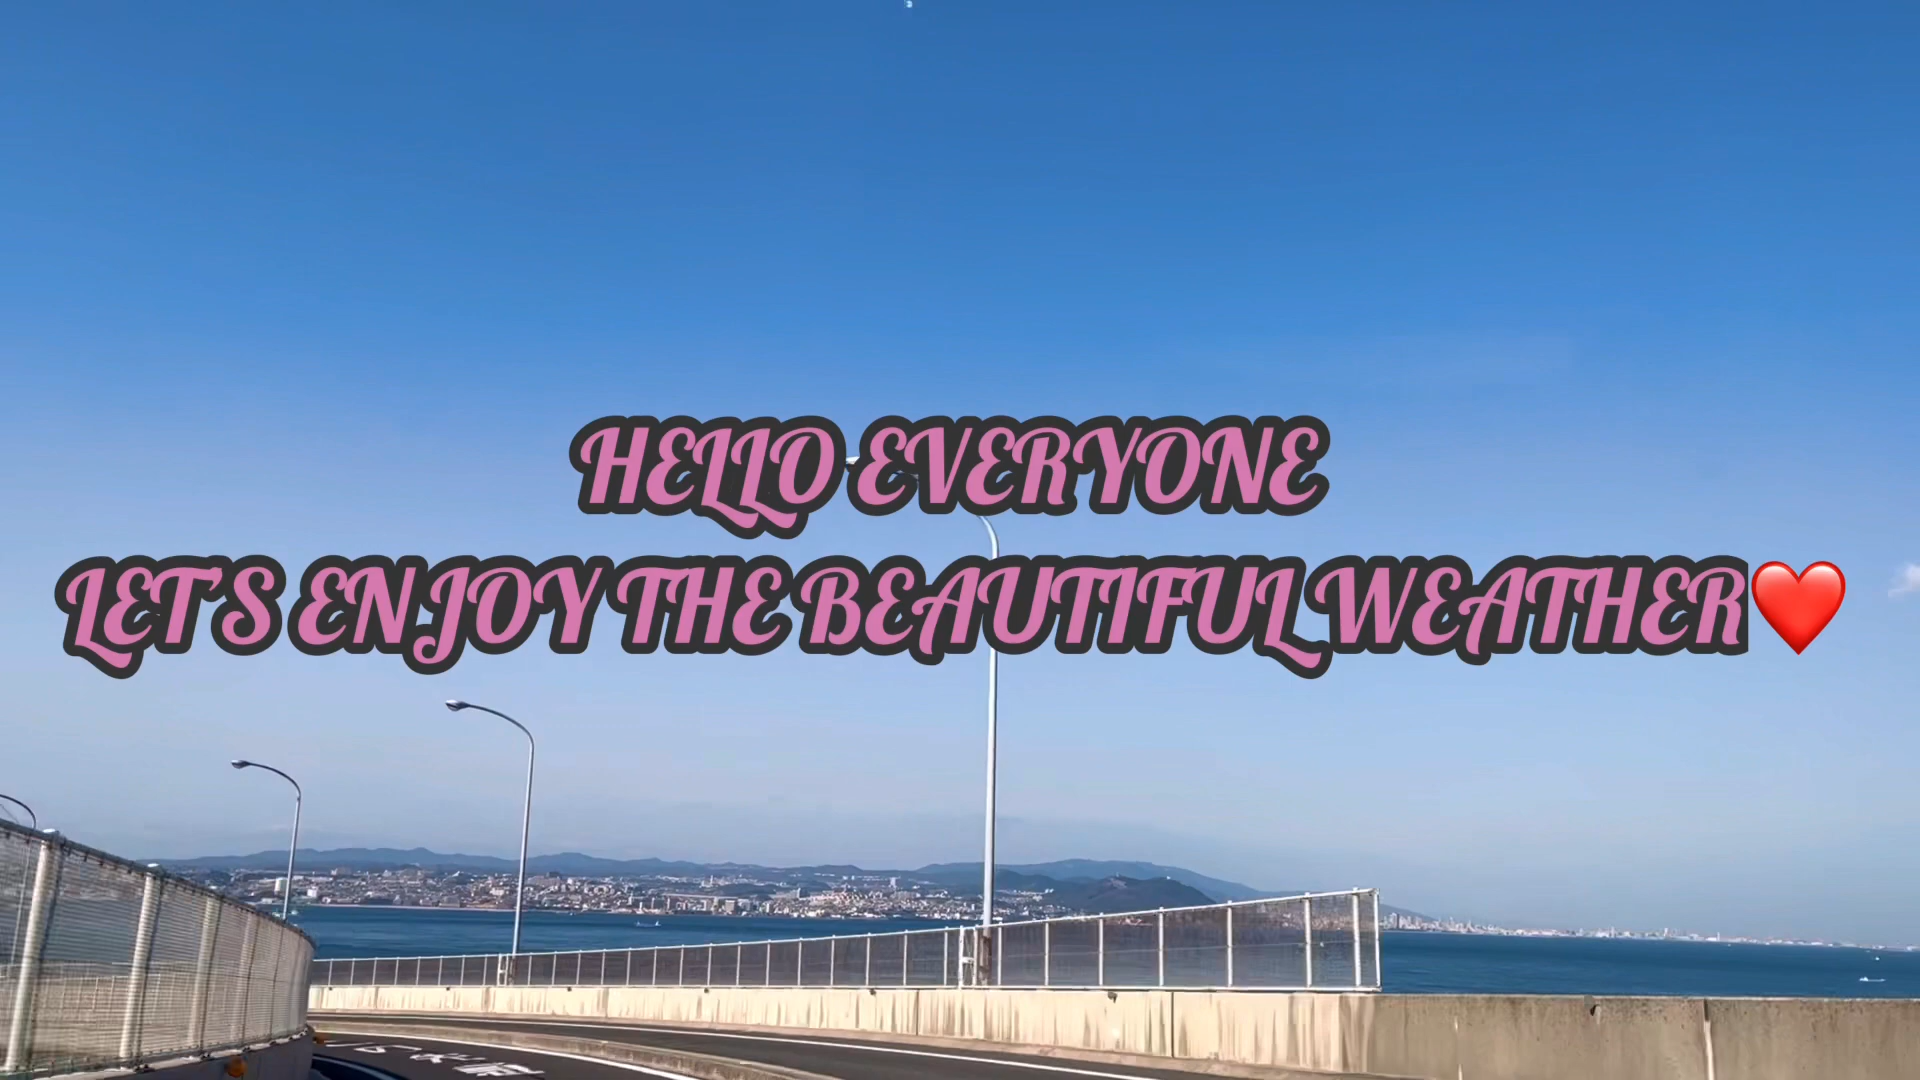 HELLO EVERYONE
LET'S ENJOY THE BEAUTIFUL WEATHER❤️